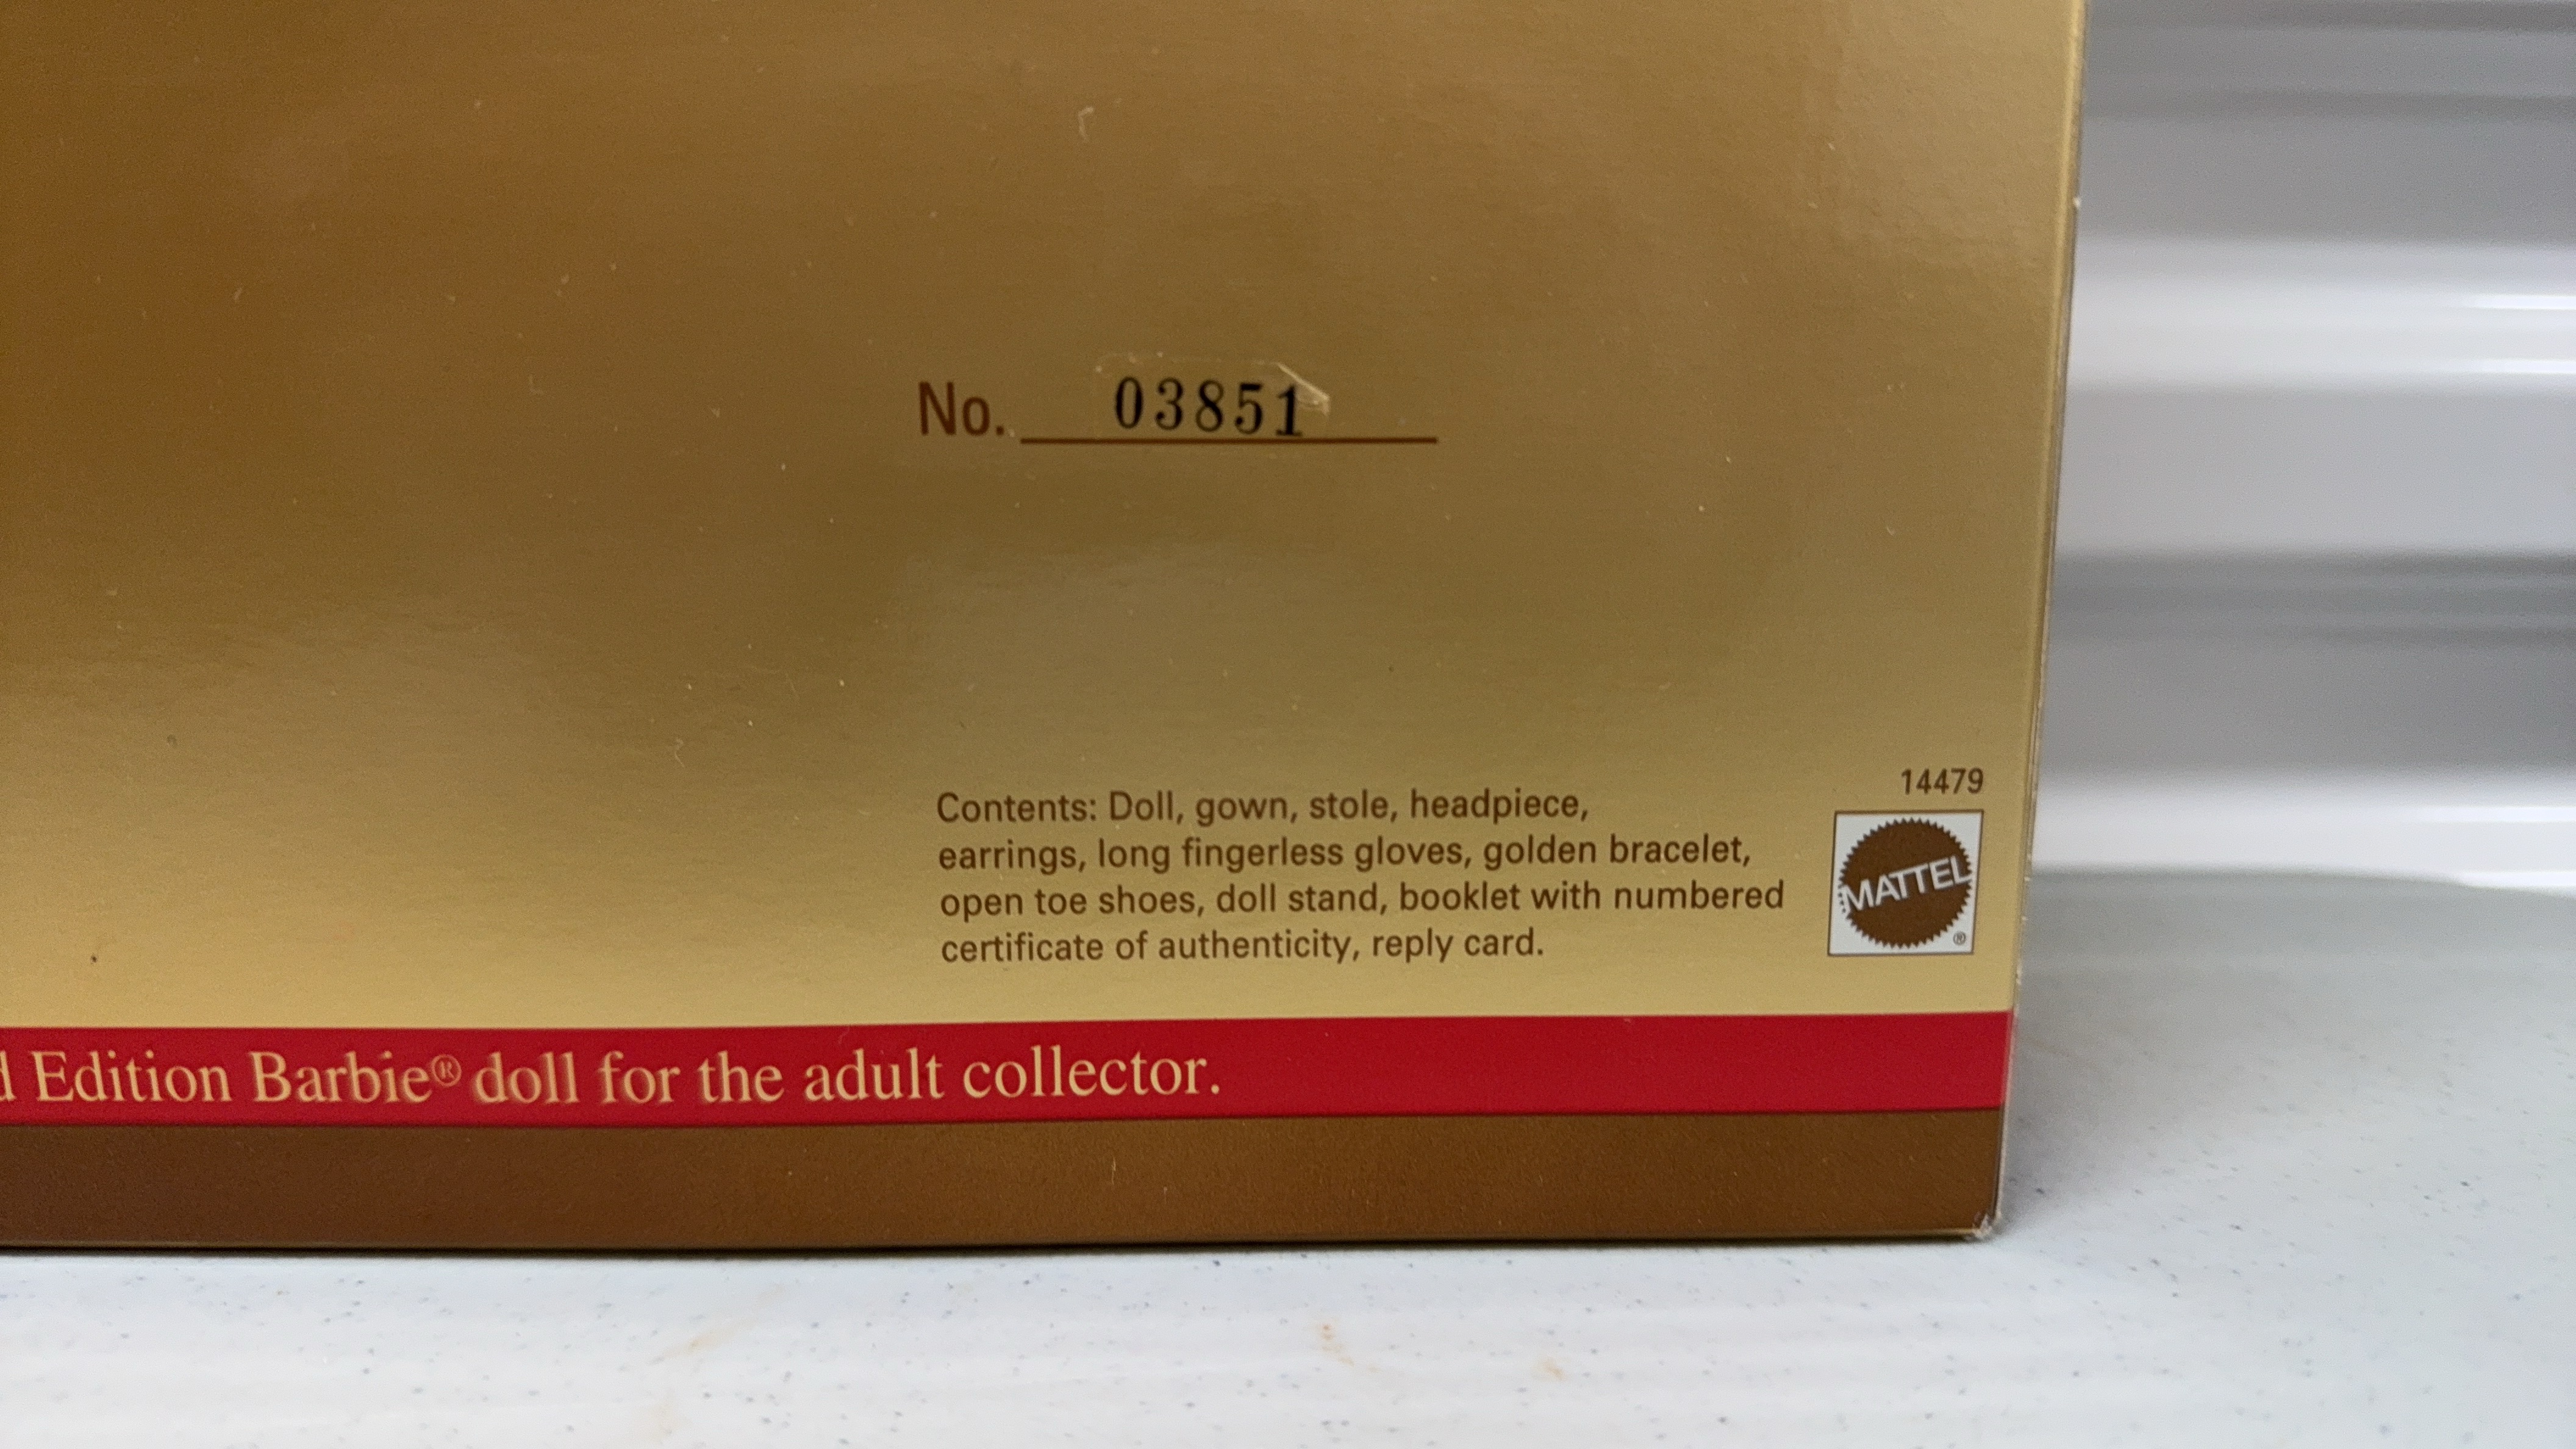 No. 03851
14479
Contents: Doll, gown, stole, headpiece,
earrings, long fingerless gloves, golden bracelet,
open toe shoes, doll stand, booklet with numbered
certificate of authenticity, reply card.
MATTEL
®
Edition Barbie® doll for the adult collector.